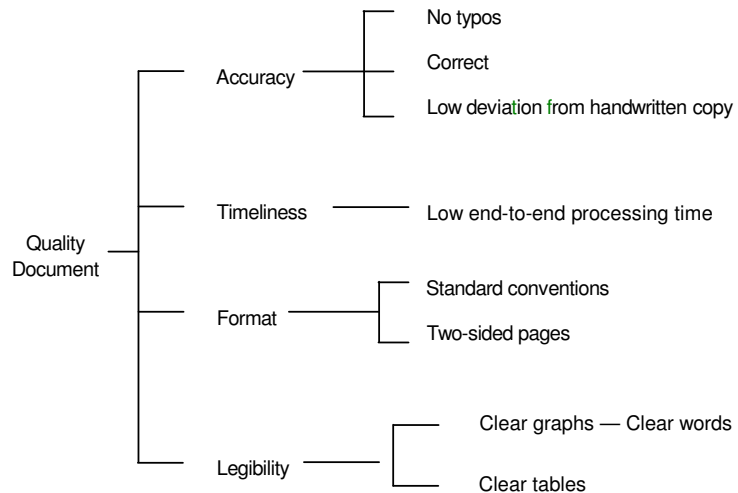 Quality
Document
Accuracy
No typos
Correct
Low deviation from handwritten copy
Timeliness
Low end-to-end processing time
Format
Standard conventions
Two-sided pages
Legibility
Clear graphs — Clear words
Clear tables